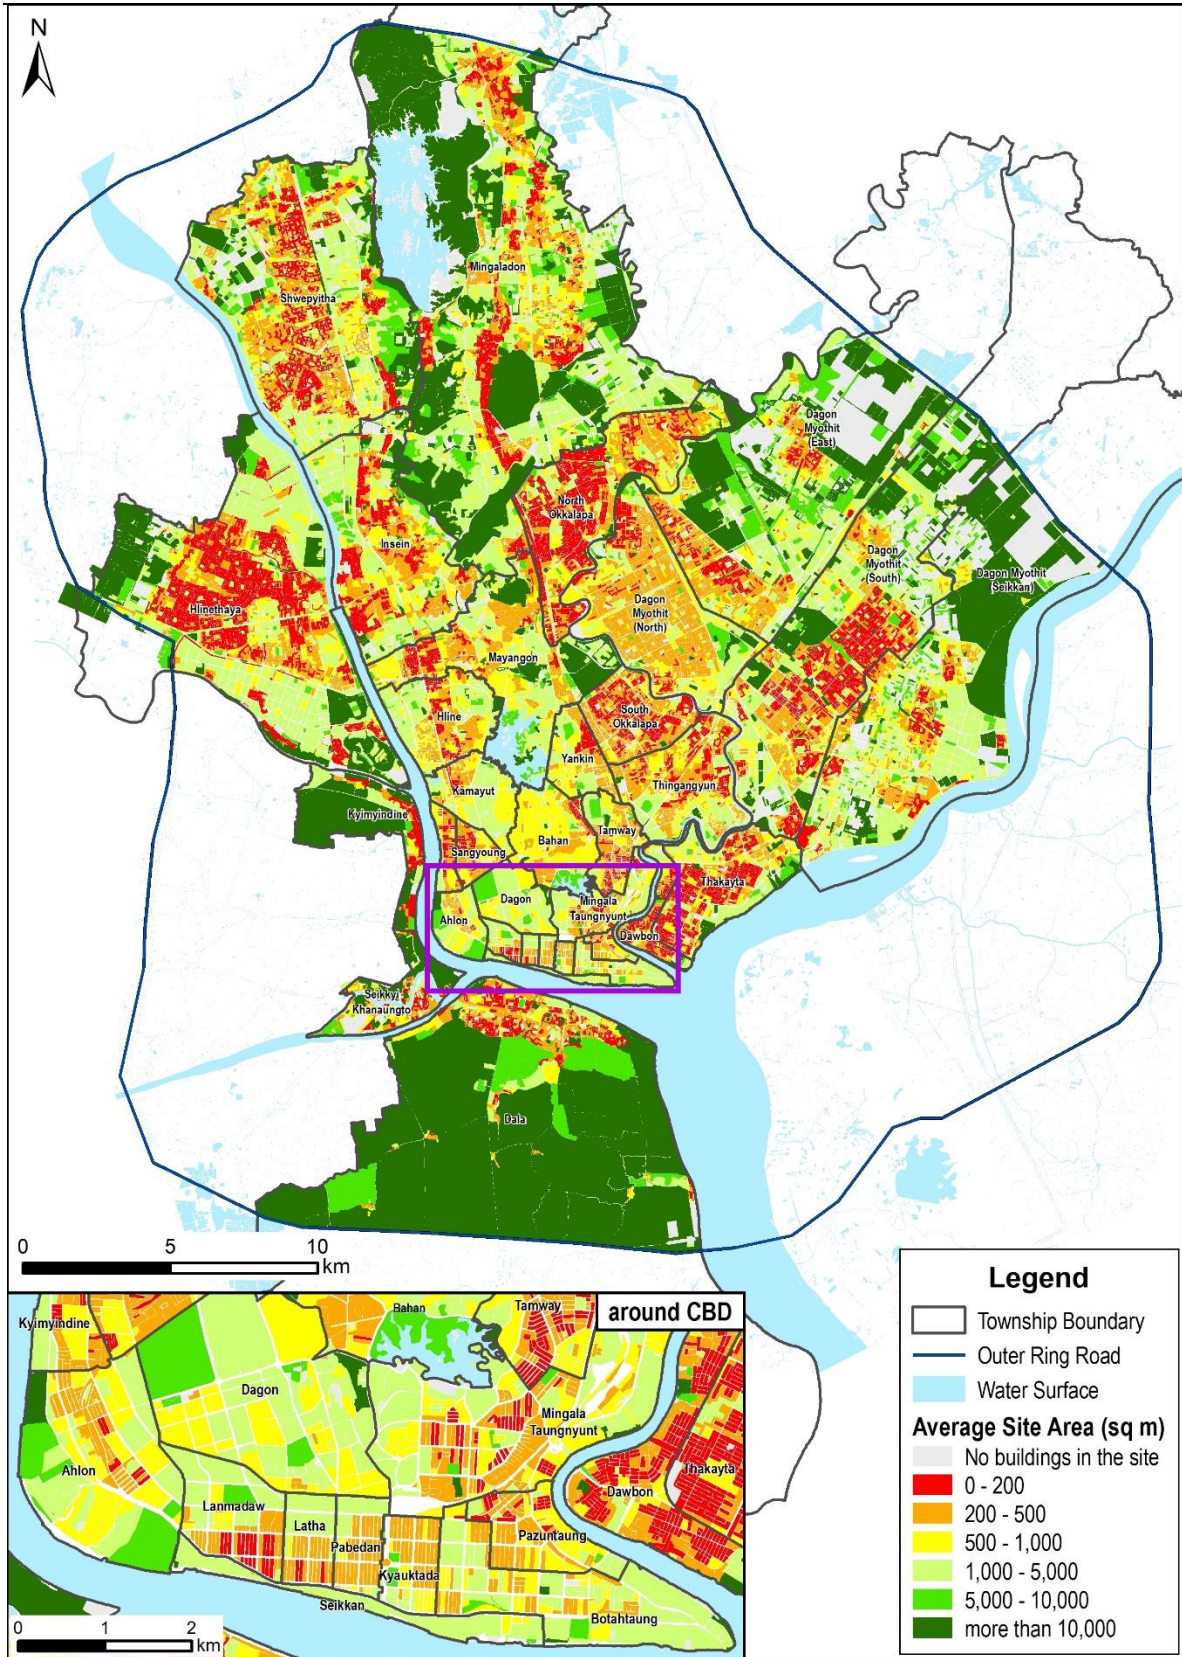 N
Mingaladon
Shwepyitha
Dagon
Myothit
(East)
North
Okkalapa
Insein
Dagon
Myothit
(South)
Dagon Myothit
(Seikkan)
Hlinethaya
Dagon
Myothit
(North)
Mayangon
South
Okkalapa
Hline
Yankin
Thingangyun
Kamayut
Kyimyindine
Bahan
Tamway
Sangyoung
Thakayta
Dagon
Mingala
Taungnyunt
Ahlon
Dawbon
Seikkyi
Khanaungto
Dala
0 5 10
km
around CBD
Kyimyindine
Bahan
Tamway
Dagon
Mingala
Taungnyunt
Ahlon
Thakayta
Dawbon
Lanmadaw
Latha
Pabedan
Pazuntaung
Kyauktada
Seikkan
Botahtaung
0 1 2
km
Legend
Township Boundary
Outer Ring Road
Water Surface
Average Site Area (sq m)
No buildings in the site
0 - 200
200 - 500
500 - 1,000
1,000 - 5,000
5,000 - 10,000
more than 10,000